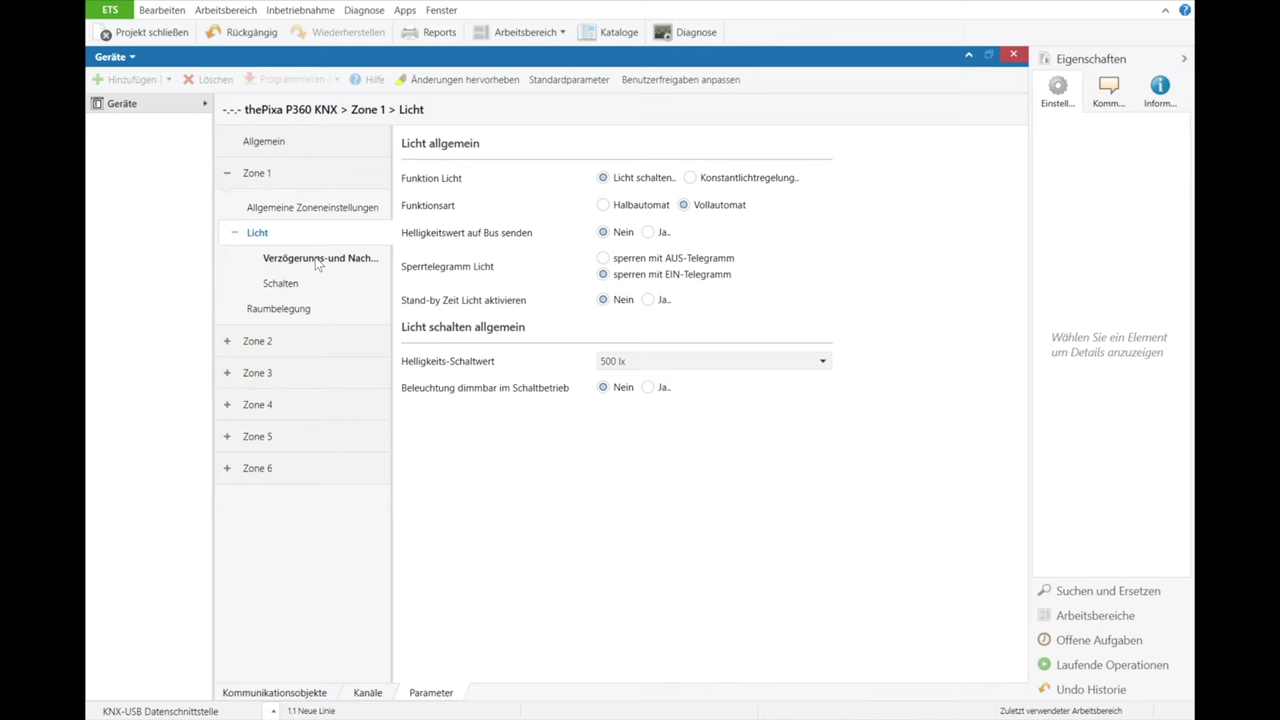 ETS Bearbeiten Arbeitsbereich Inbetriebnahme Diagnose Apps Fenster
Projekt schließen Rückgängig Wiederherstellen Reports Arbeitsbereich Kataloge Diagnose
Geräte
Hinzufügen Löschen Programmieren Hilfe Änderungen hervorheben Standardparameter Benutzerfreigaben anpassen
Geräte
-.-.- thePixa P360 KNX > Zone 1 > Licht
Allgemein
Zone 1
Allgemeine Zoneneinstellungen
Licht
Verzögerungs-und Nach...
Schalten
Raumbelegung
Zone 2
Zone 3
Zone 4
Zone 5
Zone 6
Licht allgemein
Funktion Licht Licht schalten.. Konstantlichtregelung..
Funktionsart Halbautomat Vollautomat
Helligkeitswert auf Bus senden Nein Ja..
Sperrtelegramm Licht sperren mit AUS-Telegramm
sperren mit EIN-Telegramm
Stand-by Zeit Licht aktivieren Nein Ja..
Licht schalten allgemein
Helligkeits-Schaltwert 500 lx
Beleuchtung dimmbar im Schaltbetrieb Nein Ja..
Eigenschaften
Einstell... Komm... Inform...
Wählen Sie ein Element
um Details anzuzeigen
Suchen und Ersetzen
Arbeitsbereiche
Offene Aufgaben
Laufende Operationen
Undo Historie
Kommunikationsobjekte Kanäle Parameter
KNX-USB Datenschnittstelle 1.1 Neue Linie Zuletzt verwendeter Arbeitsbereich